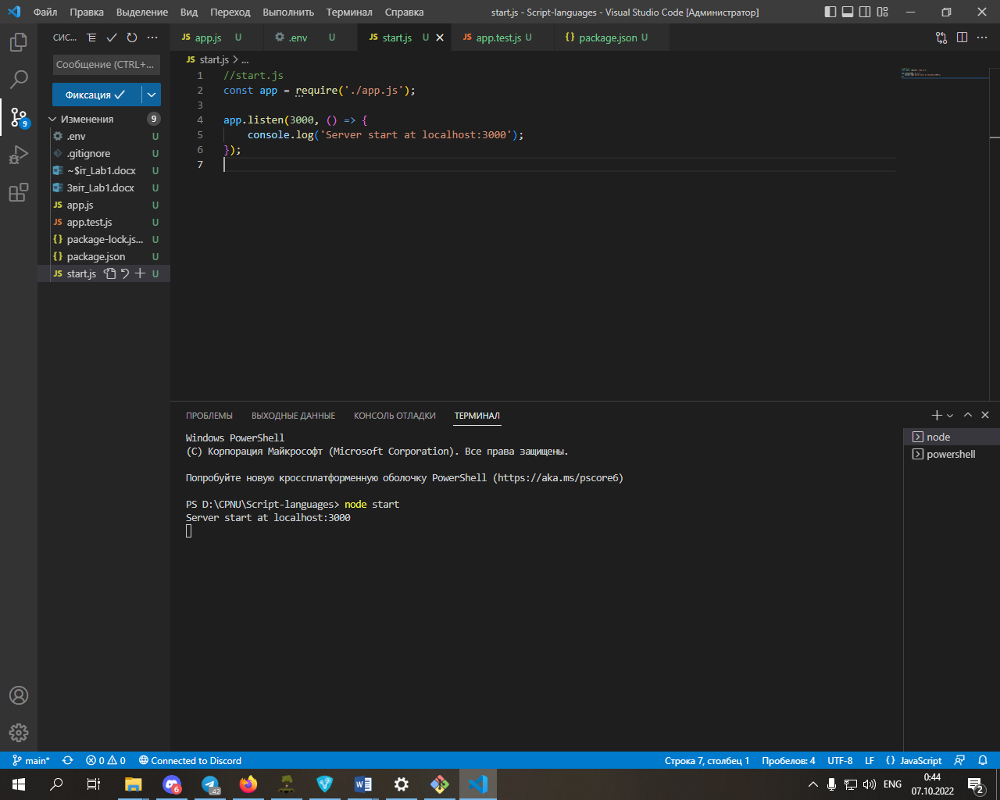 Файл Правка Выделение Вид Переход Выполнить Терминал Справка start.js - Script-languages - Visual Studio Code [Администратор]
СИС...
app.js U .env U start.js U app.test.js U package.json U
start.js > ...
Сообщение (CTRL+...
Фиксация
Изменения 9
.env U
.gitignore U
~$іт_Lab1.docx U
Звіт_Lab1.docx U
JS app.js U
JS app.test.js U
{} package-lock.js... U
{} package.json U
JS start.js U
9
1 //start.js
2 const app = require('./app.js');
3
4 app.listen(3000, () => {
5 console.log('Server start at localhost:3000');
6 });
7
ПРОБЛЕМЫ ВЫХОДНЫЕ ДАННЫЕ КОНСОЛЬ ОТЛАДКИ ТЕРМИНАЛ
Windows PowerShell
(C) Корпорация Майкрософт (Microsoft Corporation). Все права защищены.
Попробуйте новую кроссплатформенную оболочку PowerShell (https://aka.ms/pscore6)
PS D:\CPNU\Script-languages> node start
Server start at localhost:3000
node
powershell
main* 0 0 Connected to Discord Строка 7, столбец 1 Пробелов: 4 UTF-8 LF {} JavaScript
6 .42 ENG 0:44
07.10.2022 2